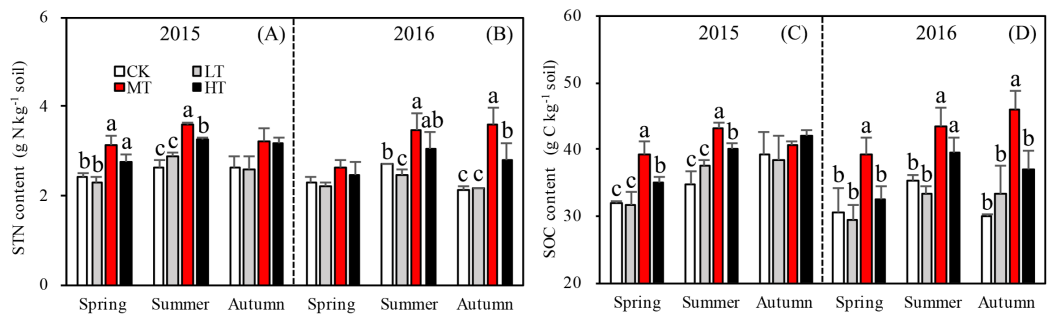 6
4
2
0
STN content (g N kg-1 soil)
2015 (A)
2016 (B)
CK LT
MT HT
b b a a
c c a b
b c a ab
c c a b
Spring Summer Autumn Spring Summer Autumn
60
50
40
30
20
SOC content (g C kg-1 soil)
2015 (C)
2016 (D)
c c a b
c c a b
b b a b
b b a a
b b a b
Spring Summer Autumn Spring Summer Autumn